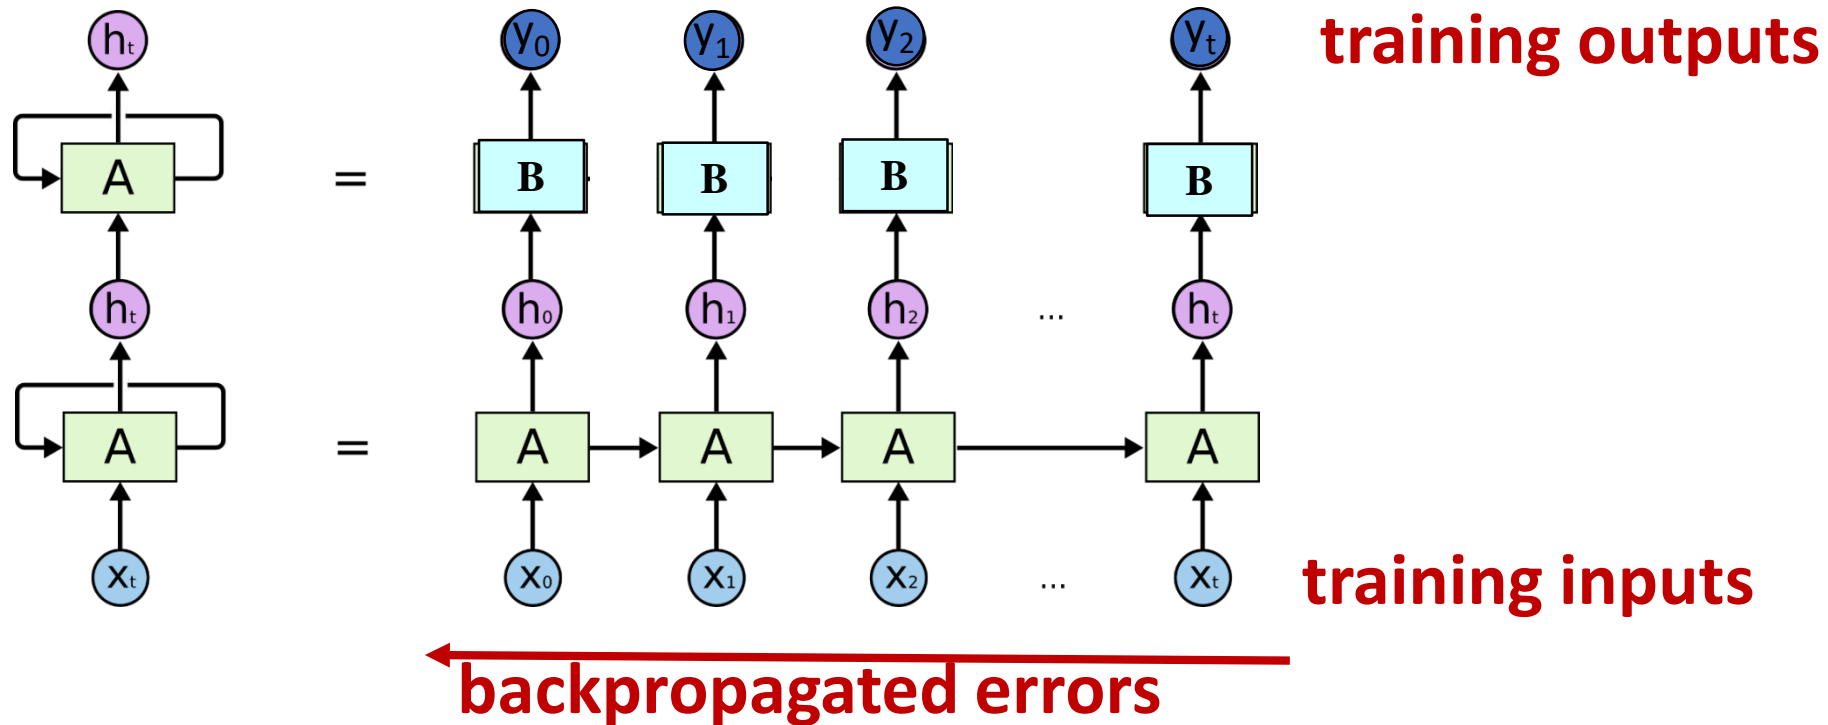 ht y0 y1 y2 yt training outputs
A = B B B B
ht h0 h1 h2 ... ht
A = A A A A
xt x0 x1 x2 ... xt training inputs
backpropagated errors